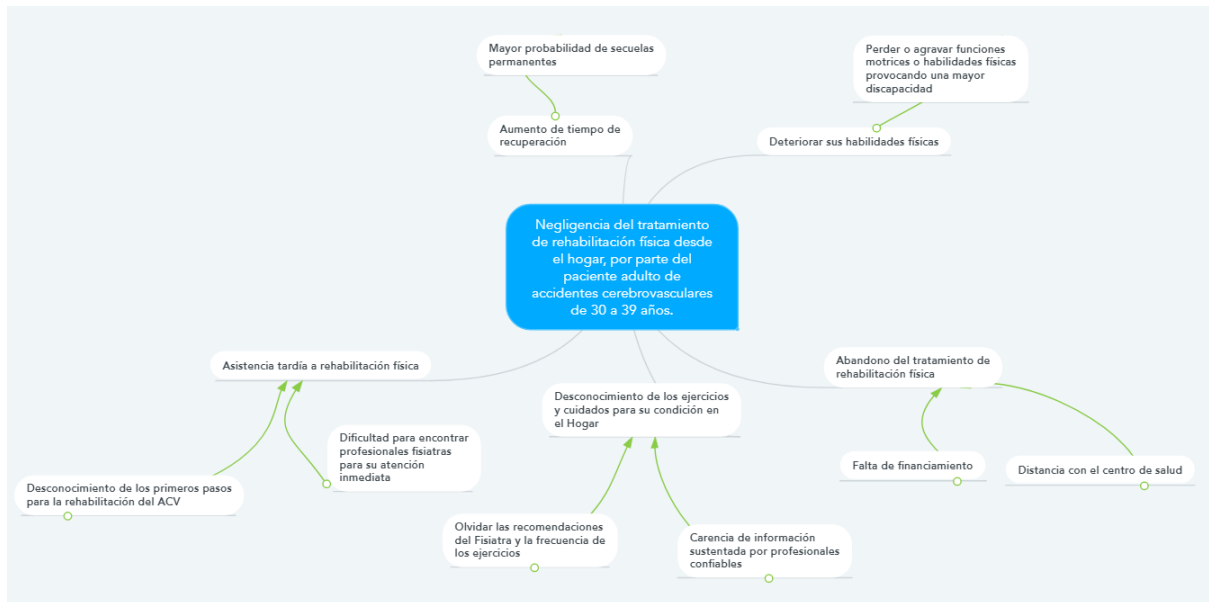 Mayor probabilidad de secuelas
permanentes
Perder o agravar funciones
motrices o habilidades físicas
provocando una mayor
discapacidad
Aumento de tiempo de
recuperación
Deteriorar sus habilidades físicas
Negligencia del tratamiento
de rehabilitación física desde
el hogar, por parte del
paciente adulto de
accidentes cerebrovasculares
de 30 a 39 años.
Asistencia tardía a rehabilitación física
Abandono del tratamiento de
rehabilitación física
Desconocimiento de los ejercicios
y cuidados para su condición en
el Hogar
Dificultad para encontrar
profesionales fisiatras
para su atención
inmediata
Desconocimiento de los primeros pasos
para la rehabilitación del ACV
Falta de financiamiento
Distancia con el centro de salud
Olvidar las recomendaciones
del Fisiatra y la frecuencia de
los ejercicios
Carencia de información
sustentada por profesionales
confiables